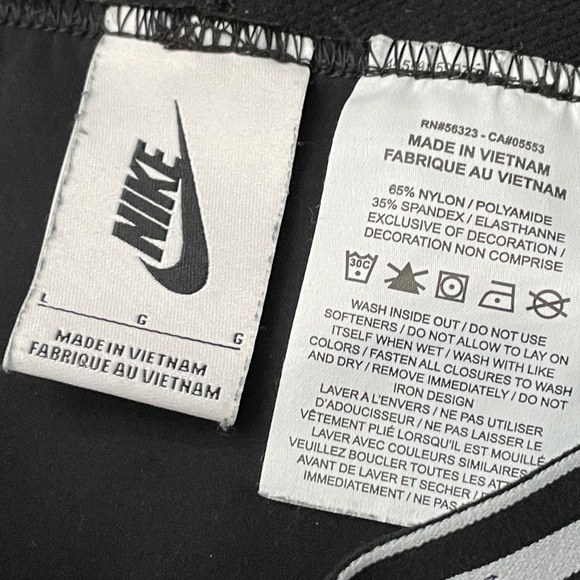 NIKE
L
G
G
MADE IN VIETNAM
FABRIQUE AU VIETNAM
RN#56323 - CA#05553
MADE IN VIETNAM
FABRIQUE AU VIETNAM
65% NYLON / POLYAMIDE
35% SPANDEX / ELASTHANNE
EXCLUSIVE OF DECORATION /
DECORATION NON COMPRISE
30C
WASH INSIDE OUT / DO NOT USE
SOFTENERS / DO NOT ALLOW TO LAY ON
ITSELF WHEN WET / WASH WITH LIKE
COLORS / FASTEN ALL CLOSURES TO WASH
AND DRY / REMOVE IMMEDIATELY / DO NOT
IRON DESIGN
LAVER A L'ENVERS / NE PAS UTILISER
D'ADOUCISSEUR / NE PAS LAISSER LE
VÊTEMENT PLIÉ LORSQU'IL EST MOUILLÉ
LAVER AVEC COULEURS SIMILAIRES
VEUILLEZ BOUCLER TOUTES LES
AVANT DE LAVER ET SECHER /
IMMEDIATEMENT / NE PAS